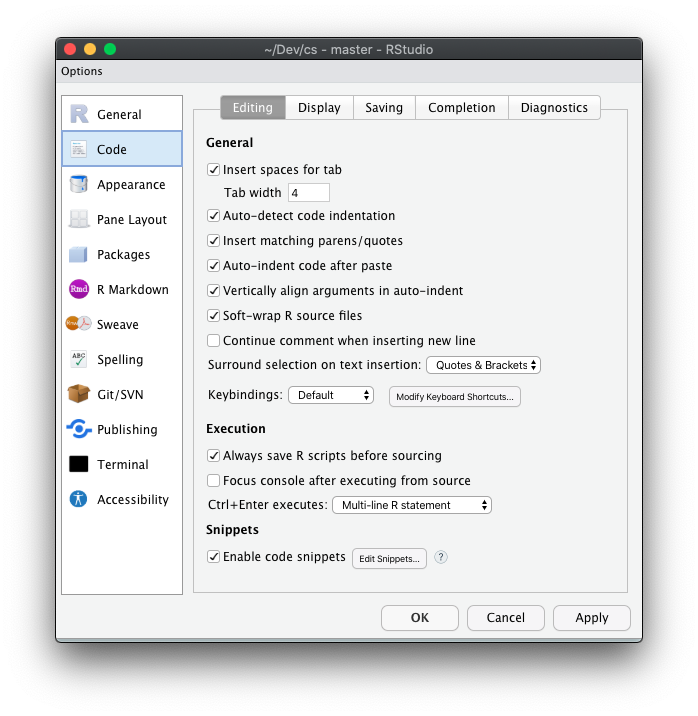 ~/Dev/cs - master - RStudio
Options
General
Code
Appearance
Pane Layout
Packages
R Markdown
Sweave
Spelling
Git/SVN
Publishing
Terminal
Accessibility
Editing Display Saving Completion Diagnostics
General
Insert spaces for tab
Tab width 4
Auto-detect code indentation
Insert matching parens/quotes
Auto-indent code after paste
Vertically align arguments in auto-indent
Soft-wrap R source files
Continue comment when inserting new line
Surround selection on text insertion: Quotes & Brackets
Keybindings: Default Modify Keyboard Shortcuts...
Execution
Always save R scripts before sourcing
Focus console after executing from source
Ctrl+Enter executes: Multi-line R statement
Snippets
Enable code snippets Edit Snippets... ?
OK Cancel Apply